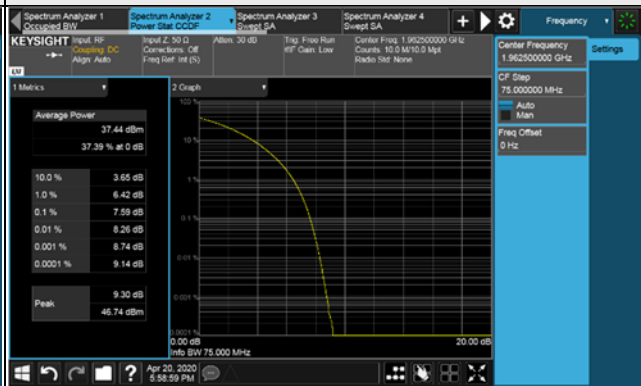 Spectrum Analyzer 1
Occupied BW
Spectrum Analyzer 2
Power Stat CCDF
Spectrum Analyzer 3
Swept SA
Spectrum Analyzer 4
Swept SA
Frequency
KEYSIGHT
Input: RF
Coupling: DC
Align: Auto
Input Z: 50 Ω
Corrections: Off
Freq Ref: Int (S)
Atten: 30 dB
Trig: Free Run
#IF Gain: Low
Center Freq: 1.962500000 GHz
Counts: 10.0 M/10.0 Mpt
Radio Std: None
Center Frequency
1.962500000 GHz
Settings
CF Step
75.000000 MHz
Auto
Man
Freq Offset
0 Hz
1 Metrics
2 Graph
Average Power
37.44 dBm
37.39 % at 0 dB
10.0 % 3.65 dB
1.0 % 6.42 dB
0.1 % 7.59 dB
0.01 % 8.26 dB
0.001 % 8.74 dB
0.0001 % 9.14 dB
Peak
9.30 dB
46.74 dBm
100 %
10 %
1 %
0.1 %
0.01 %
0.001 %
0.0001 %
0.00 dB
20.00 dB
Info BW 75.000 MHz
Apr 20, 2020
5:58:59 PM